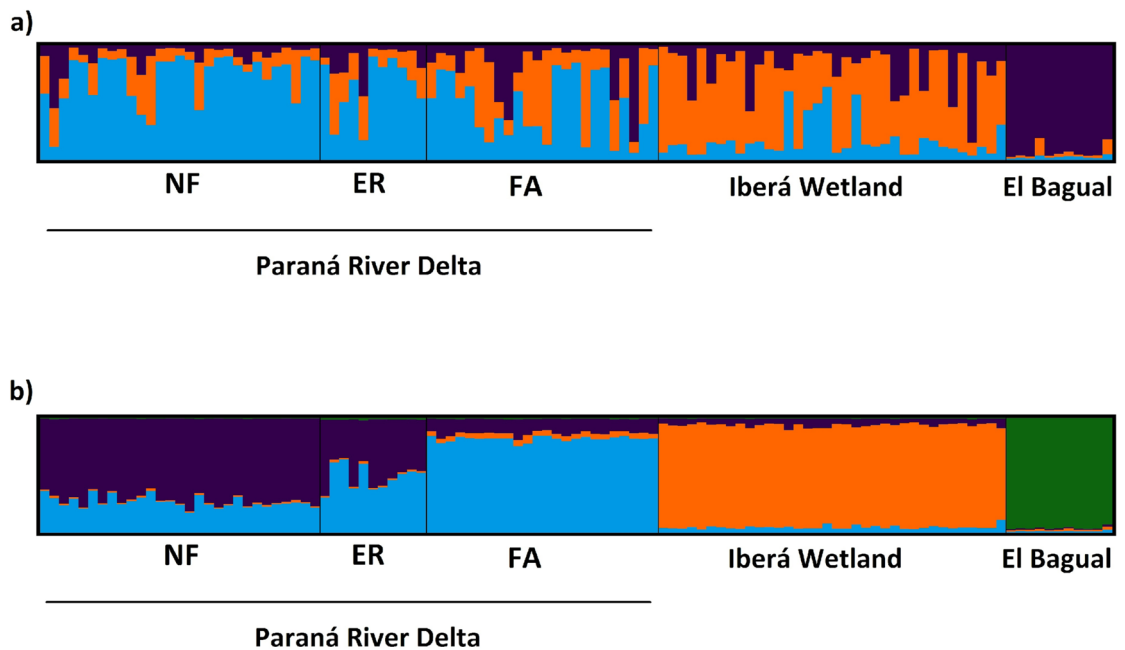 a)
NF ER FA Iberá Wetland El Bagual
Paraná River Delta
b)
NF ER FA Iberá Wetland El Bagual
Paraná River Delta